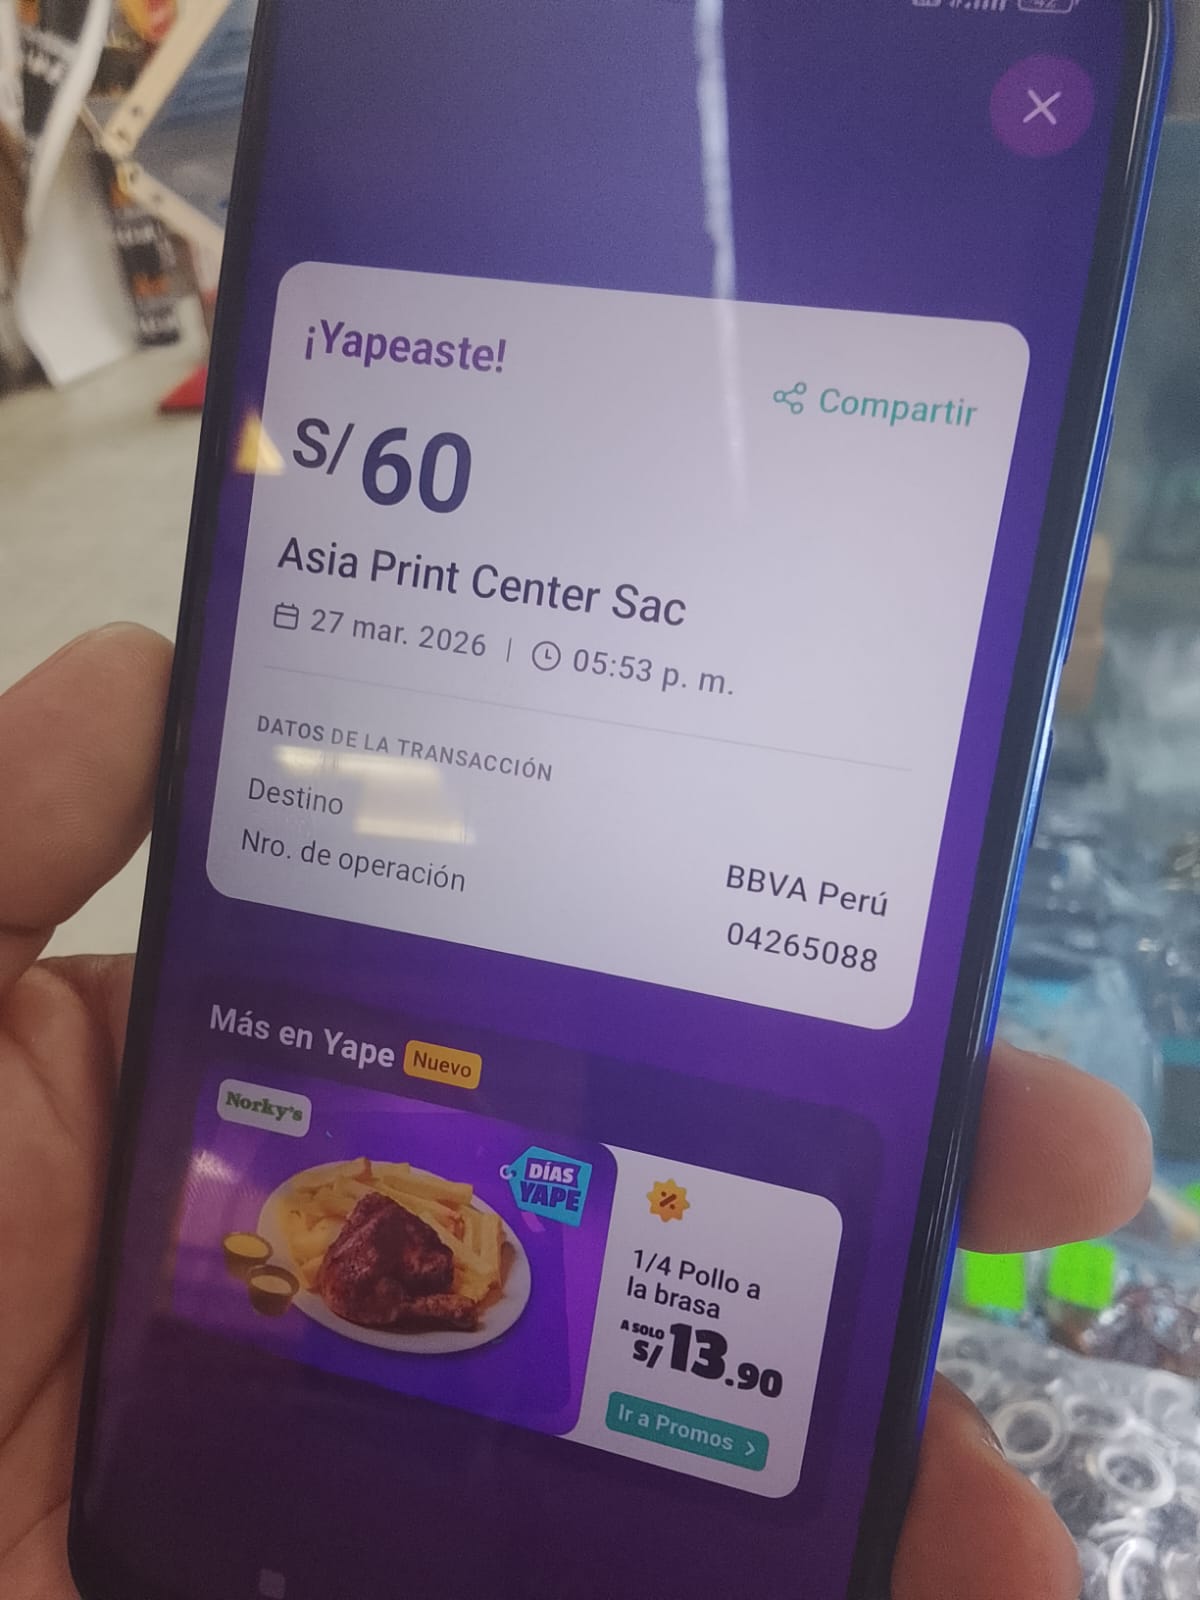 ¡Yapeaste!
Compartir
S/ 60
Asia Print Center Sac
27 mar. 2026 | 05:53 p. m.
DATOS DE LA TRANSACCIÓN
Destino
BBVA Perú
Nro. de operación
04265088
Más en Yape Nuevo
Norky's
DÍAS
YAPE
1/4 Pollo a
la brasa
A SOLO
S/ 13.90
Ir a Promos >